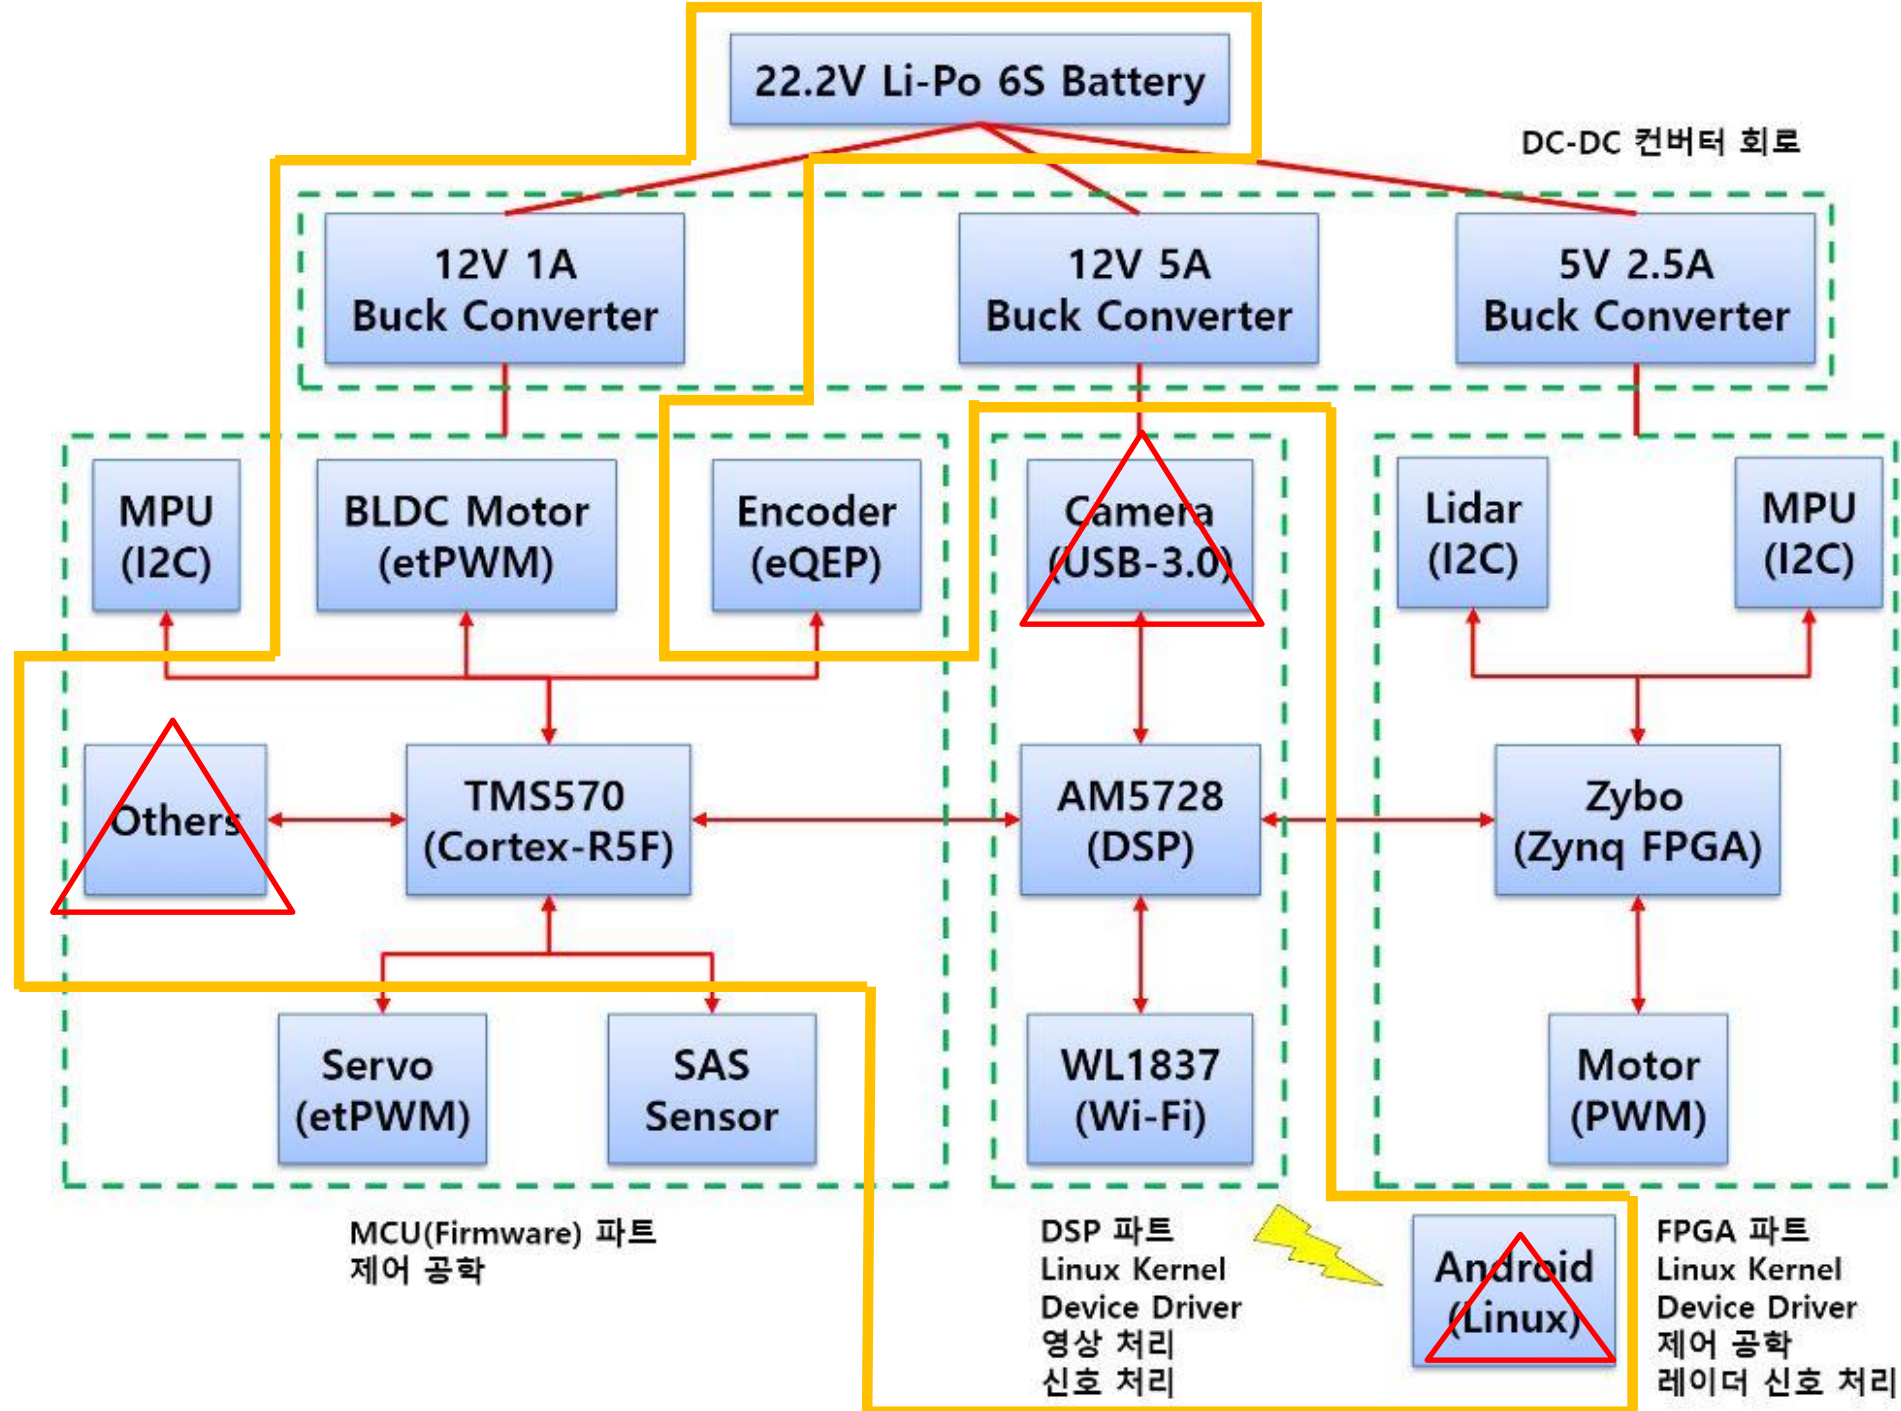 22.2V Li-Po 6S Battery
DC-DC 컨버터 회로
12V 1A
Buck Converter
12V 5A
Buck Converter
5V 2.5A
Buck Converter
MPU
(I2C)
BLDC Motor
(etPWM)
Encoder
(eQEP)
Camera
(USB-3.0)
Lidar
(I2C)
MPU
(I2C)
Others
TMS570
(Cortex-R5F)
AM5728
(DSP)
Zybo
(Zynq FPGA)
Servo
(etPWM)
SAS
Sensor
WL1837
(Wi-Fi)
Motor
(PWM)
MCU(Firmware) 파트
제어 공학
DSP 파트
Linux Kernel
Device Driver
영상 처리
신호 처리
Android
(Linux)
FPGA 파트
Linux Kernel
Device Driver
제어 공학
레이더 신호 처리